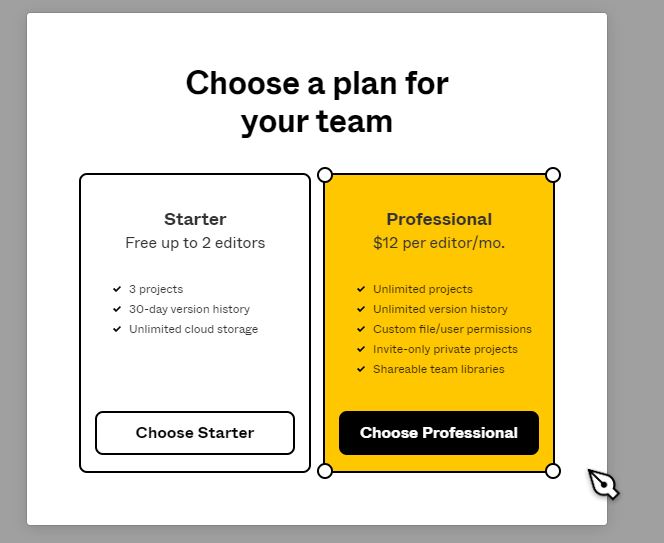 Choose a plan for
your team
Starter
Free up to 2 editors
3 projects
30-day version history
Unlimited cloud storage
Choose Starter
Professional
$12 per editor/mo.
Unlimited projects
Unlimited version history
Custom file/user permissions
Invite-only private projects
Shareable team libraries
Choose Professional